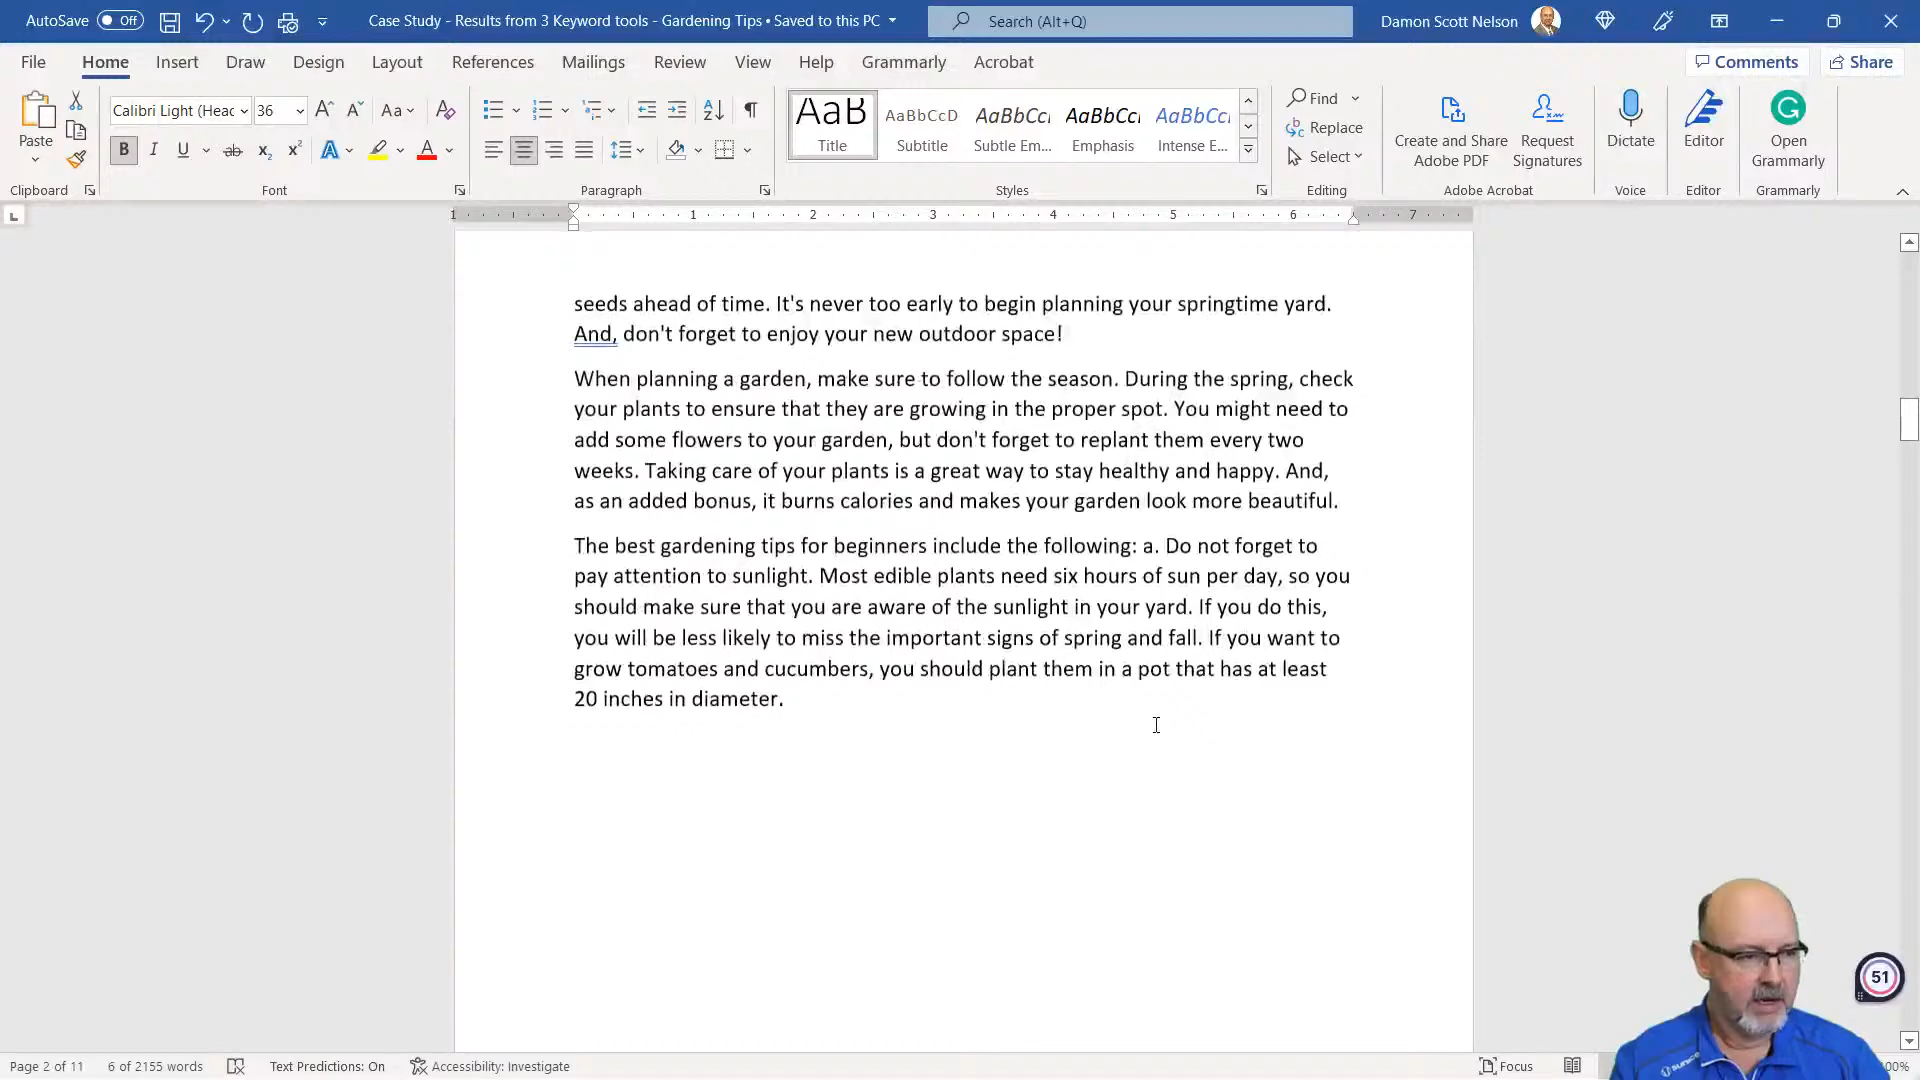 AutoSave Off Case Study - Results from 3 Keyword tools - Gardening Tips • Saved to this PC Search (Alt+Q) Damon Scott Nelson
File Home Insert Draw Design Layout References Mailings Review View Help Grammarly Acrobat Comments Share
Calibri Light (Head 36 Aa
Paste
AaB Title
AaBbCcD Subtitle
AaBbCcl Subtle Em...
AaBbCcl Emphasis
AaBbCcl Intense E...
Find
Replace
Select
Create and Share Adobe PDF
Request Signatures
Dictate
Editor
Open Grammarly
Clipboard Font Paragraph Styles Editing Adobe Acrobat Voice Editor Grammarly
1 1 2 3 4 5 6 7
seeds ahead of time. It's never too early to begin planning your springtime yard.
And, don't forget to enjoy your new outdoor space!
When planning a garden, make sure to follow the season. During the spring, check
your plants to ensure that they are growing in the proper spot. You might need to
add some flowers to your garden, but don't forget to replant them every two
weeks. Taking care of your plants is a great way to stay healthy and happy. And,
as an added bonus, it burns calories and makes your garden look more beautiful.
The best gardening tips for beginners include the following: a. Do not forget to
pay attention to sunlight. Most edible plants need six hours of sun per day, so you
should make sure that you are aware of the sunlight in your yard. If you do this,
you will be less likely to miss the important signs of spring and fall. If you want to
grow tomatoes and cucumbers, you should plant them in a pot that has at least
20 inches in diameter.
51
Page 2 of 11 6 of 2155 words Text Predictions: On Accessibility: Investigate Focus